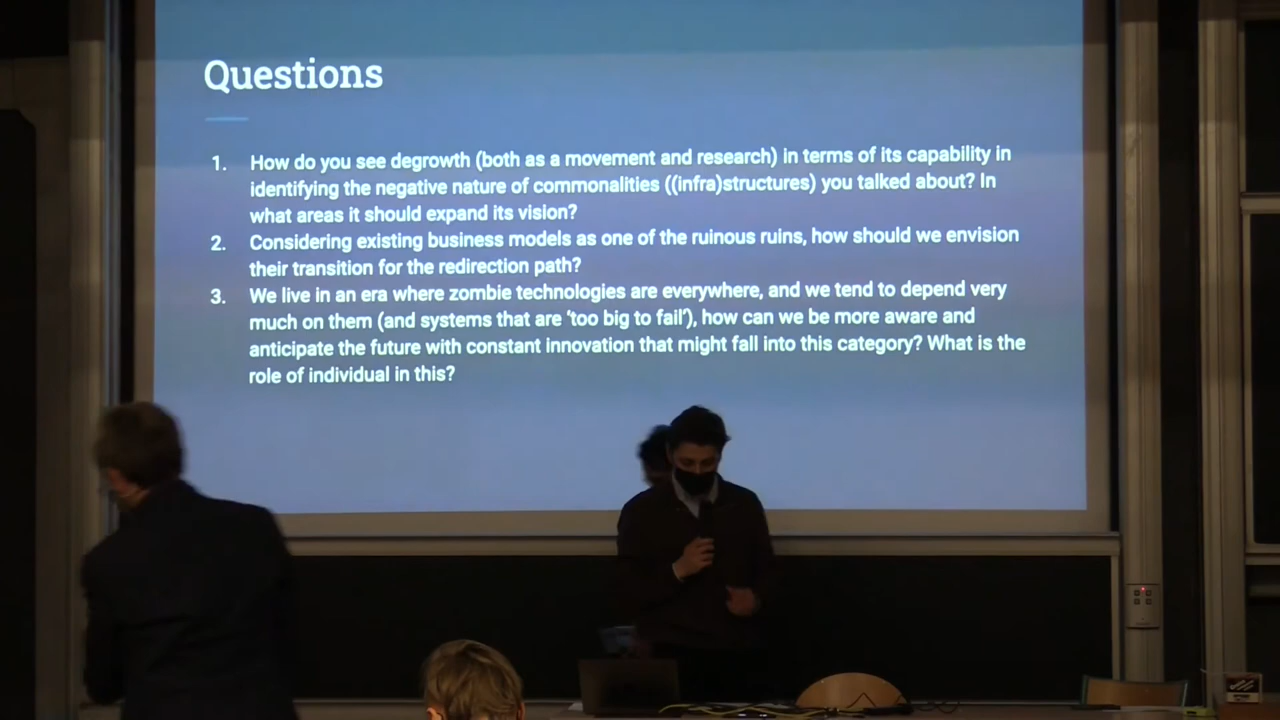 Questions
1. How do you see degrowth (both as a movement and research) in terms of its capability in
identifying the negative nature of commonalities ((infra)structures) you talked about? In
what areas it should expand its vision?
2. Considering existing business models as one of the ruinous ruins, how should we envision
their transition for the redirection path?
3. We live in an era where zombie technologies are everywhere, and we tend to depend very
much on them (and systems that are ‘too big to fail’), how can we be more aware and
anticipate the future with constant innovation that might fall into this category? What is the
role of individual in this?